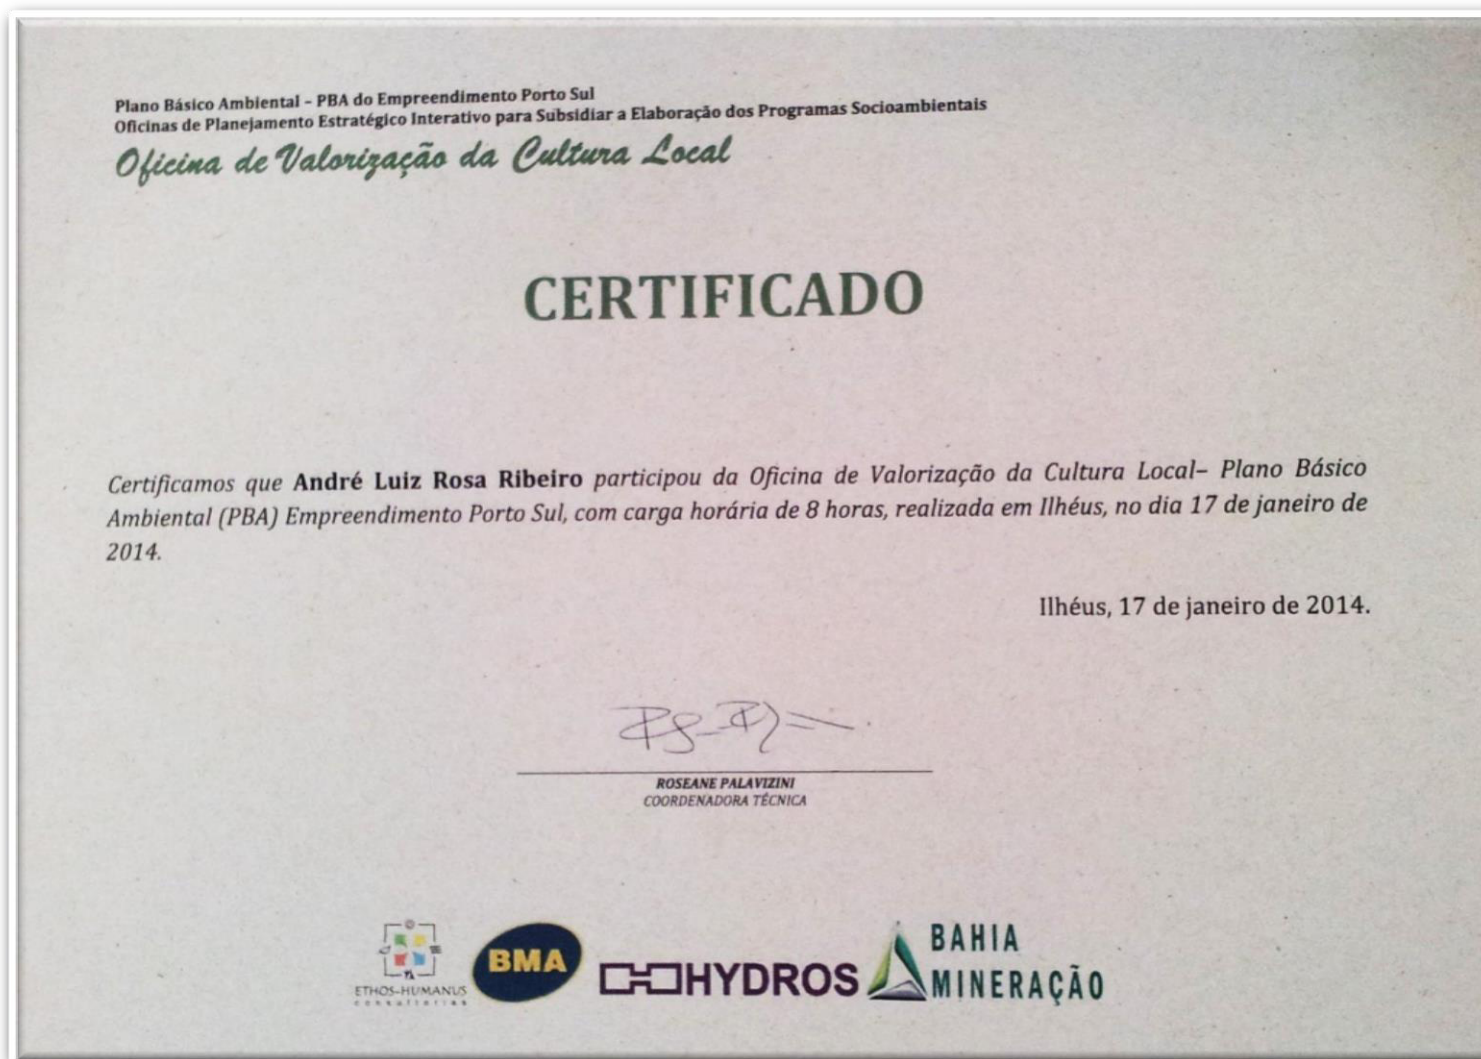 Plano Básico Ambiental – PBA do Empreendimento Porto Sul
Oficinas de Planejamento Estratégico Interativo para Subsidiar a Elaboração dos Programas Socioambientais
Oficina de Valorização da Cultura Local
CERTIFICADO
Certificamos que André Luiz Rosa Ribeiro participou da Oficina de Valorização da Cultura Local– Plano Básico
Ambiental (PBA) Empreendimento Porto Sul, com carga horária de 8 horas, realizada em Ilhéus, no dia 17 de janeiro de
2014.
Ilhéus, 17 de janeiro de 2014.
ROSEANE PALAVIZINI
COORDENADORA TÉCNICA
ETHOS-HUMANUS
consultorias
BMA
HYDROS
BAHIA
MINERAÇÃO